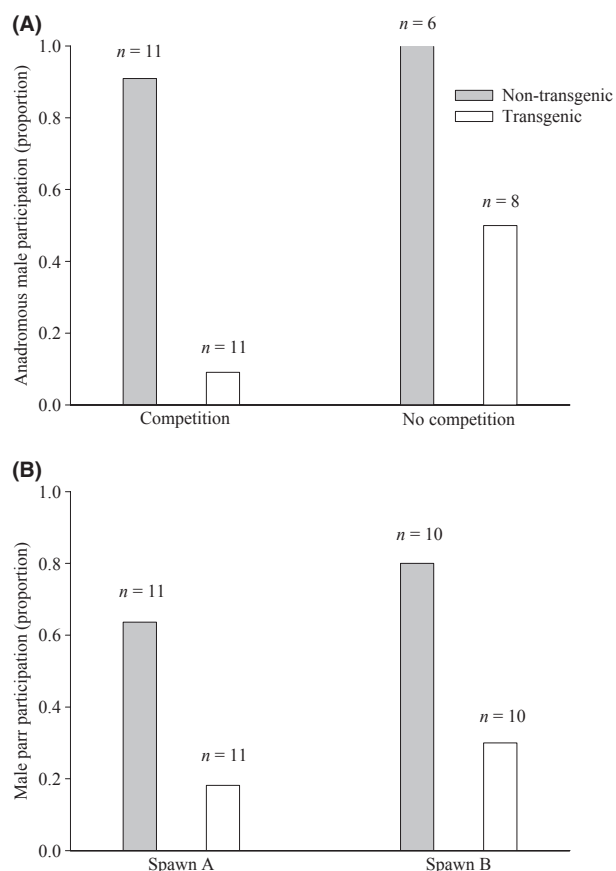 (A)
Anadromous male participation (proportion)
1.0
0.8
0.6
0.4
0.2
0.0
n = 11
n = 11
n = 6
n = 8
Non-transgenic
Transgenic
Competition
No competition
(B)
Male parr participation (proportion)
1.0
0.8
0.6
0.4
0.2
0.0
n = 11
n = 11
n = 10
n = 10
Spawn A
Spawn B